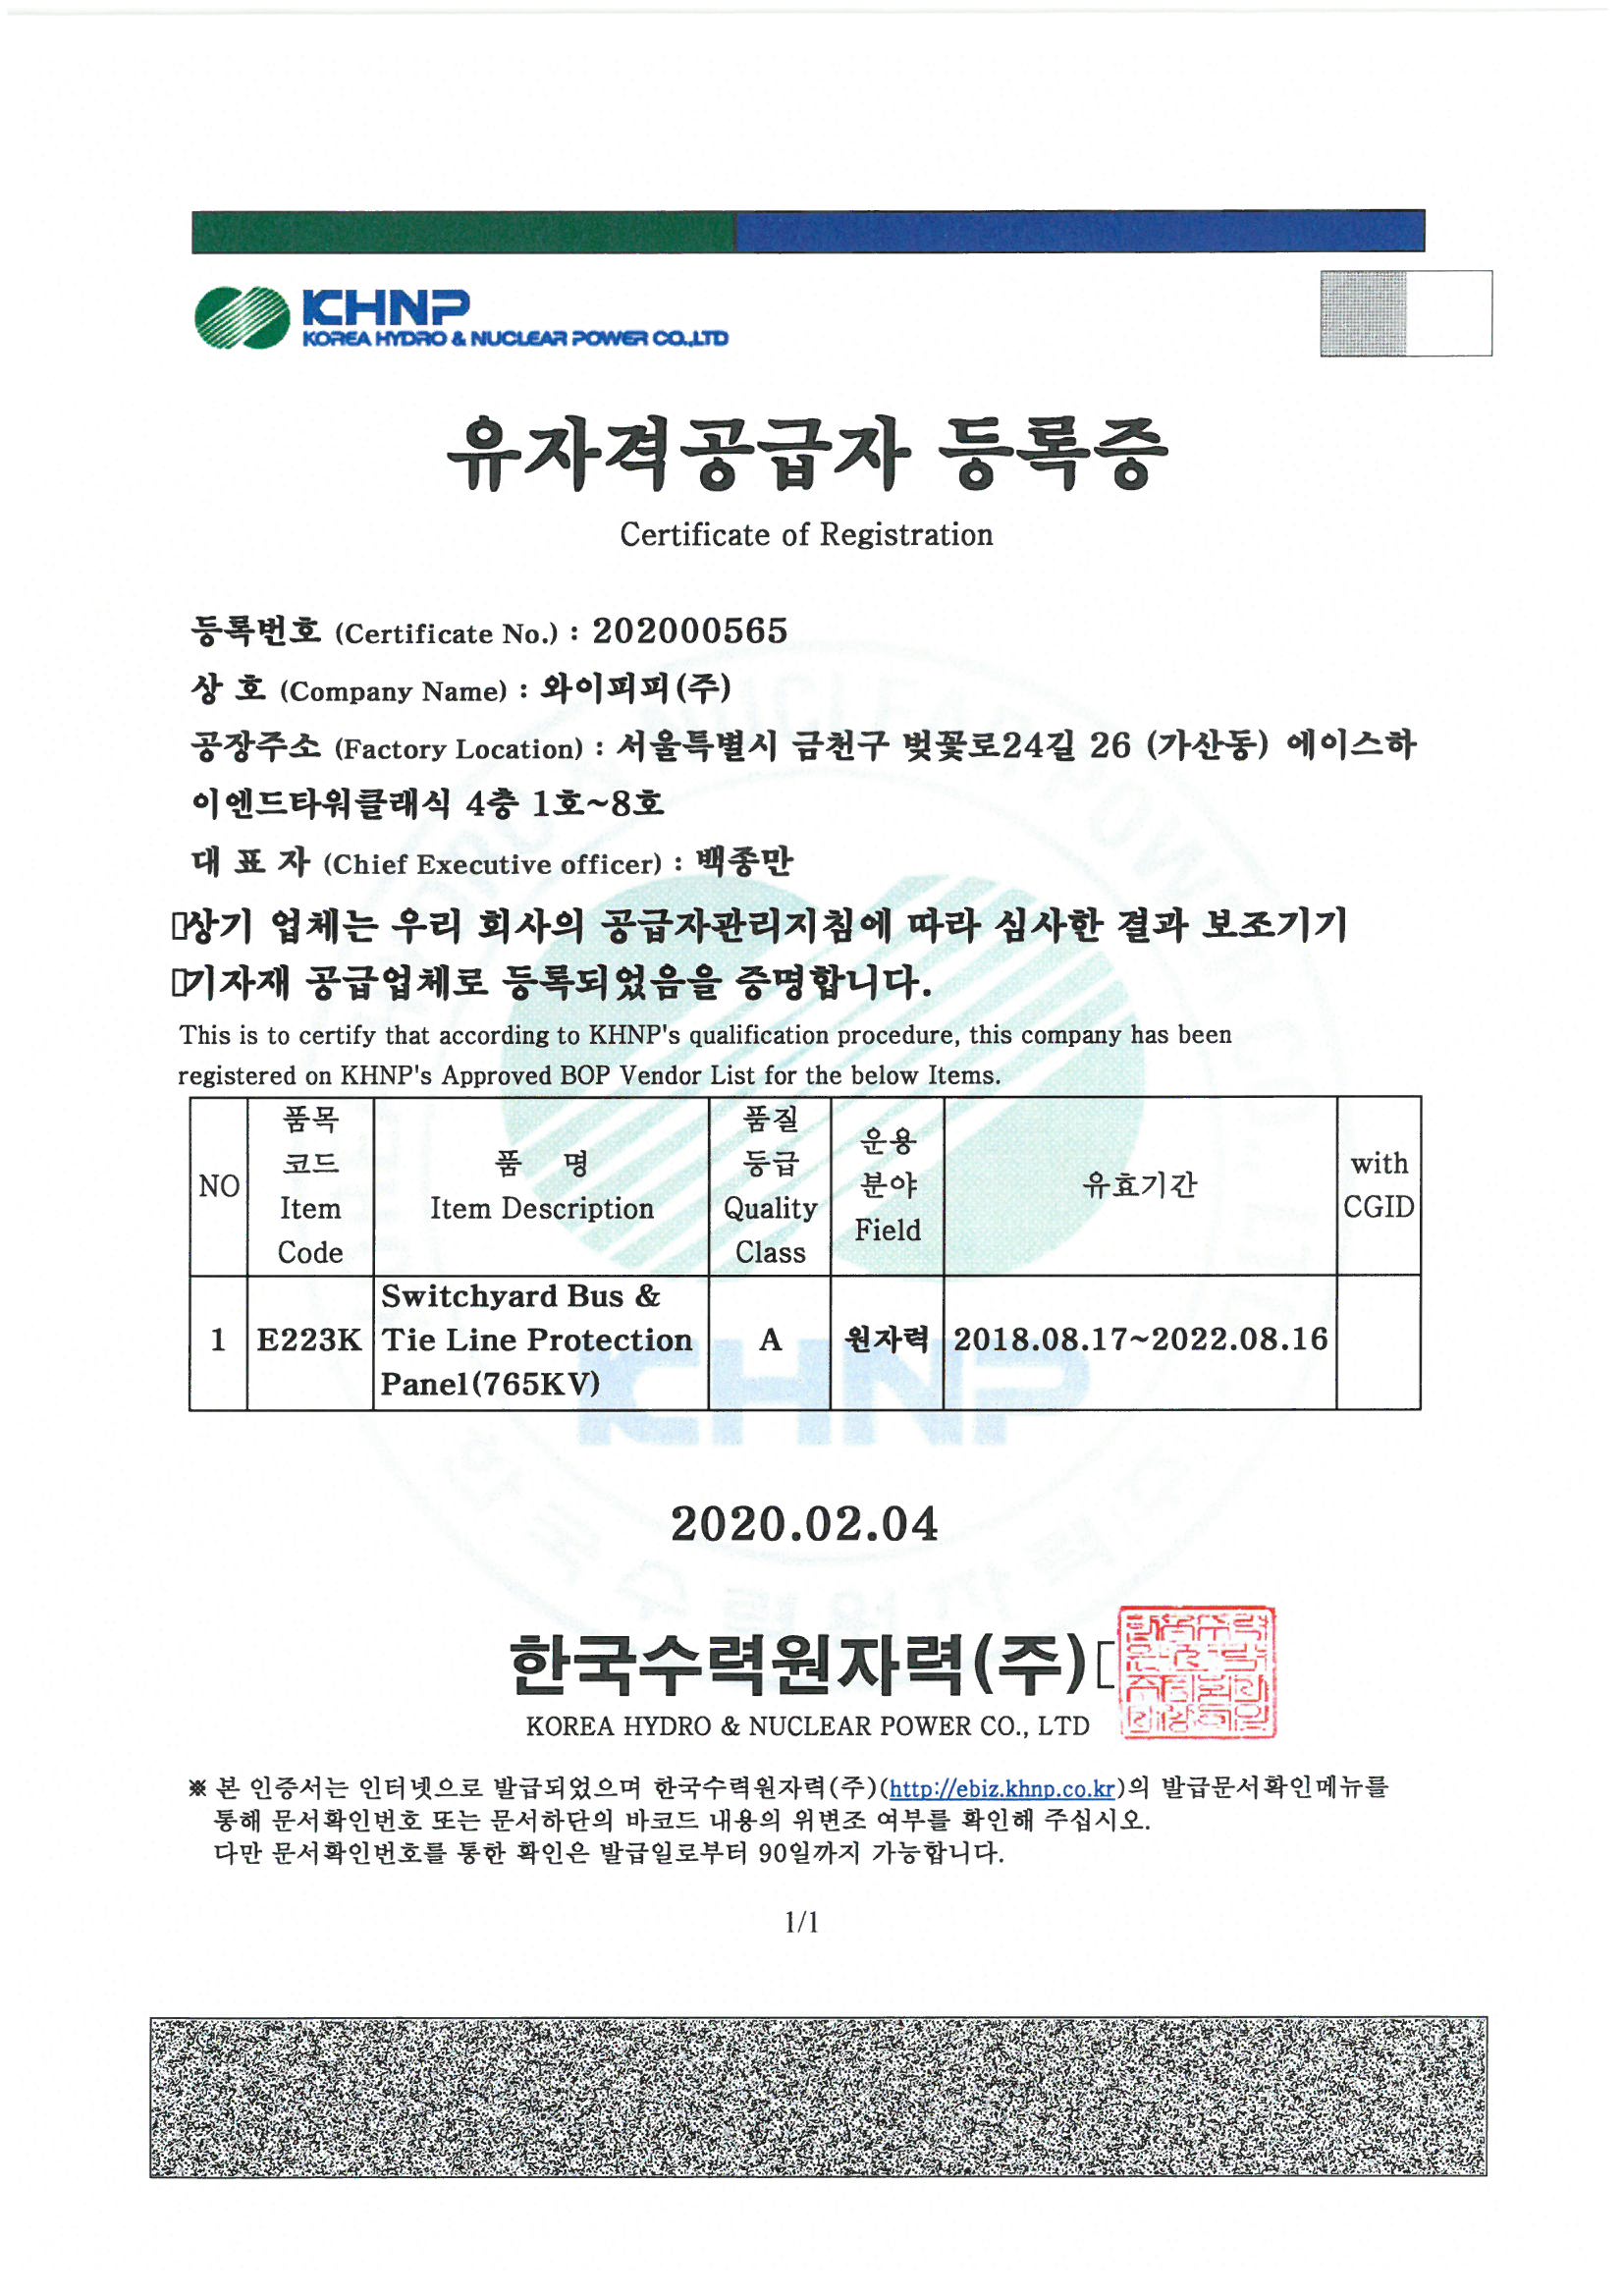 KHNP
KOREA HYDRO & NUCLEAR POWER CO.,LTD
유자격공급자 등록증
Certificate of Registration
등록번호 (Certificate No.) : 202000565
상 호 (Company Name) : 와이피피(주)
공장주소 (Factory Location) : 서울특별시 금천구 벚꽃로24길 26 (가산동) 에이스하
이엔드타워클래식 4층 1호~8호
대 표 자 (Chief Executive officer) : 백종만
상기 업체는 우리 회사의 공급자관리지침에 따라 심사한 결과 보조기기
기자재 공급업체로 등록되었음을 증명합니다.
This is to certify that according to KHNP's qualification procedure, this company has been
registered on KHNP's Approved BOP Vendor List for the below Items.
NO
품목
코드
Item
Code
품 명
Item Description
품질
등급
Quality
Class
운용
분야
Field
유효기간
with
CGID
1
E223K
Switchyard Bus &
Tie Line Protection
Panel(765KV)
A
원자력
2018.08.17~2022.08.16
KHNP
2020.02.04
한국수력원자력(주)
KOREA HYDRO & NUCLEAR POWER CO., LTD
※ 본 인증서는 인터넷으로 발급되었으며 한국수력원자력(주)(http://ebiz.khnp.co.kr)의 발급문서확인메뉴를
통해 문서확인번호 또는 문서하단의 바코드 내용의 위변조 여부를 확인해 주십시오.
다만 문서확인번호를 통한 확인은 발급일로부터 90일까지 가능합니다.
1/1